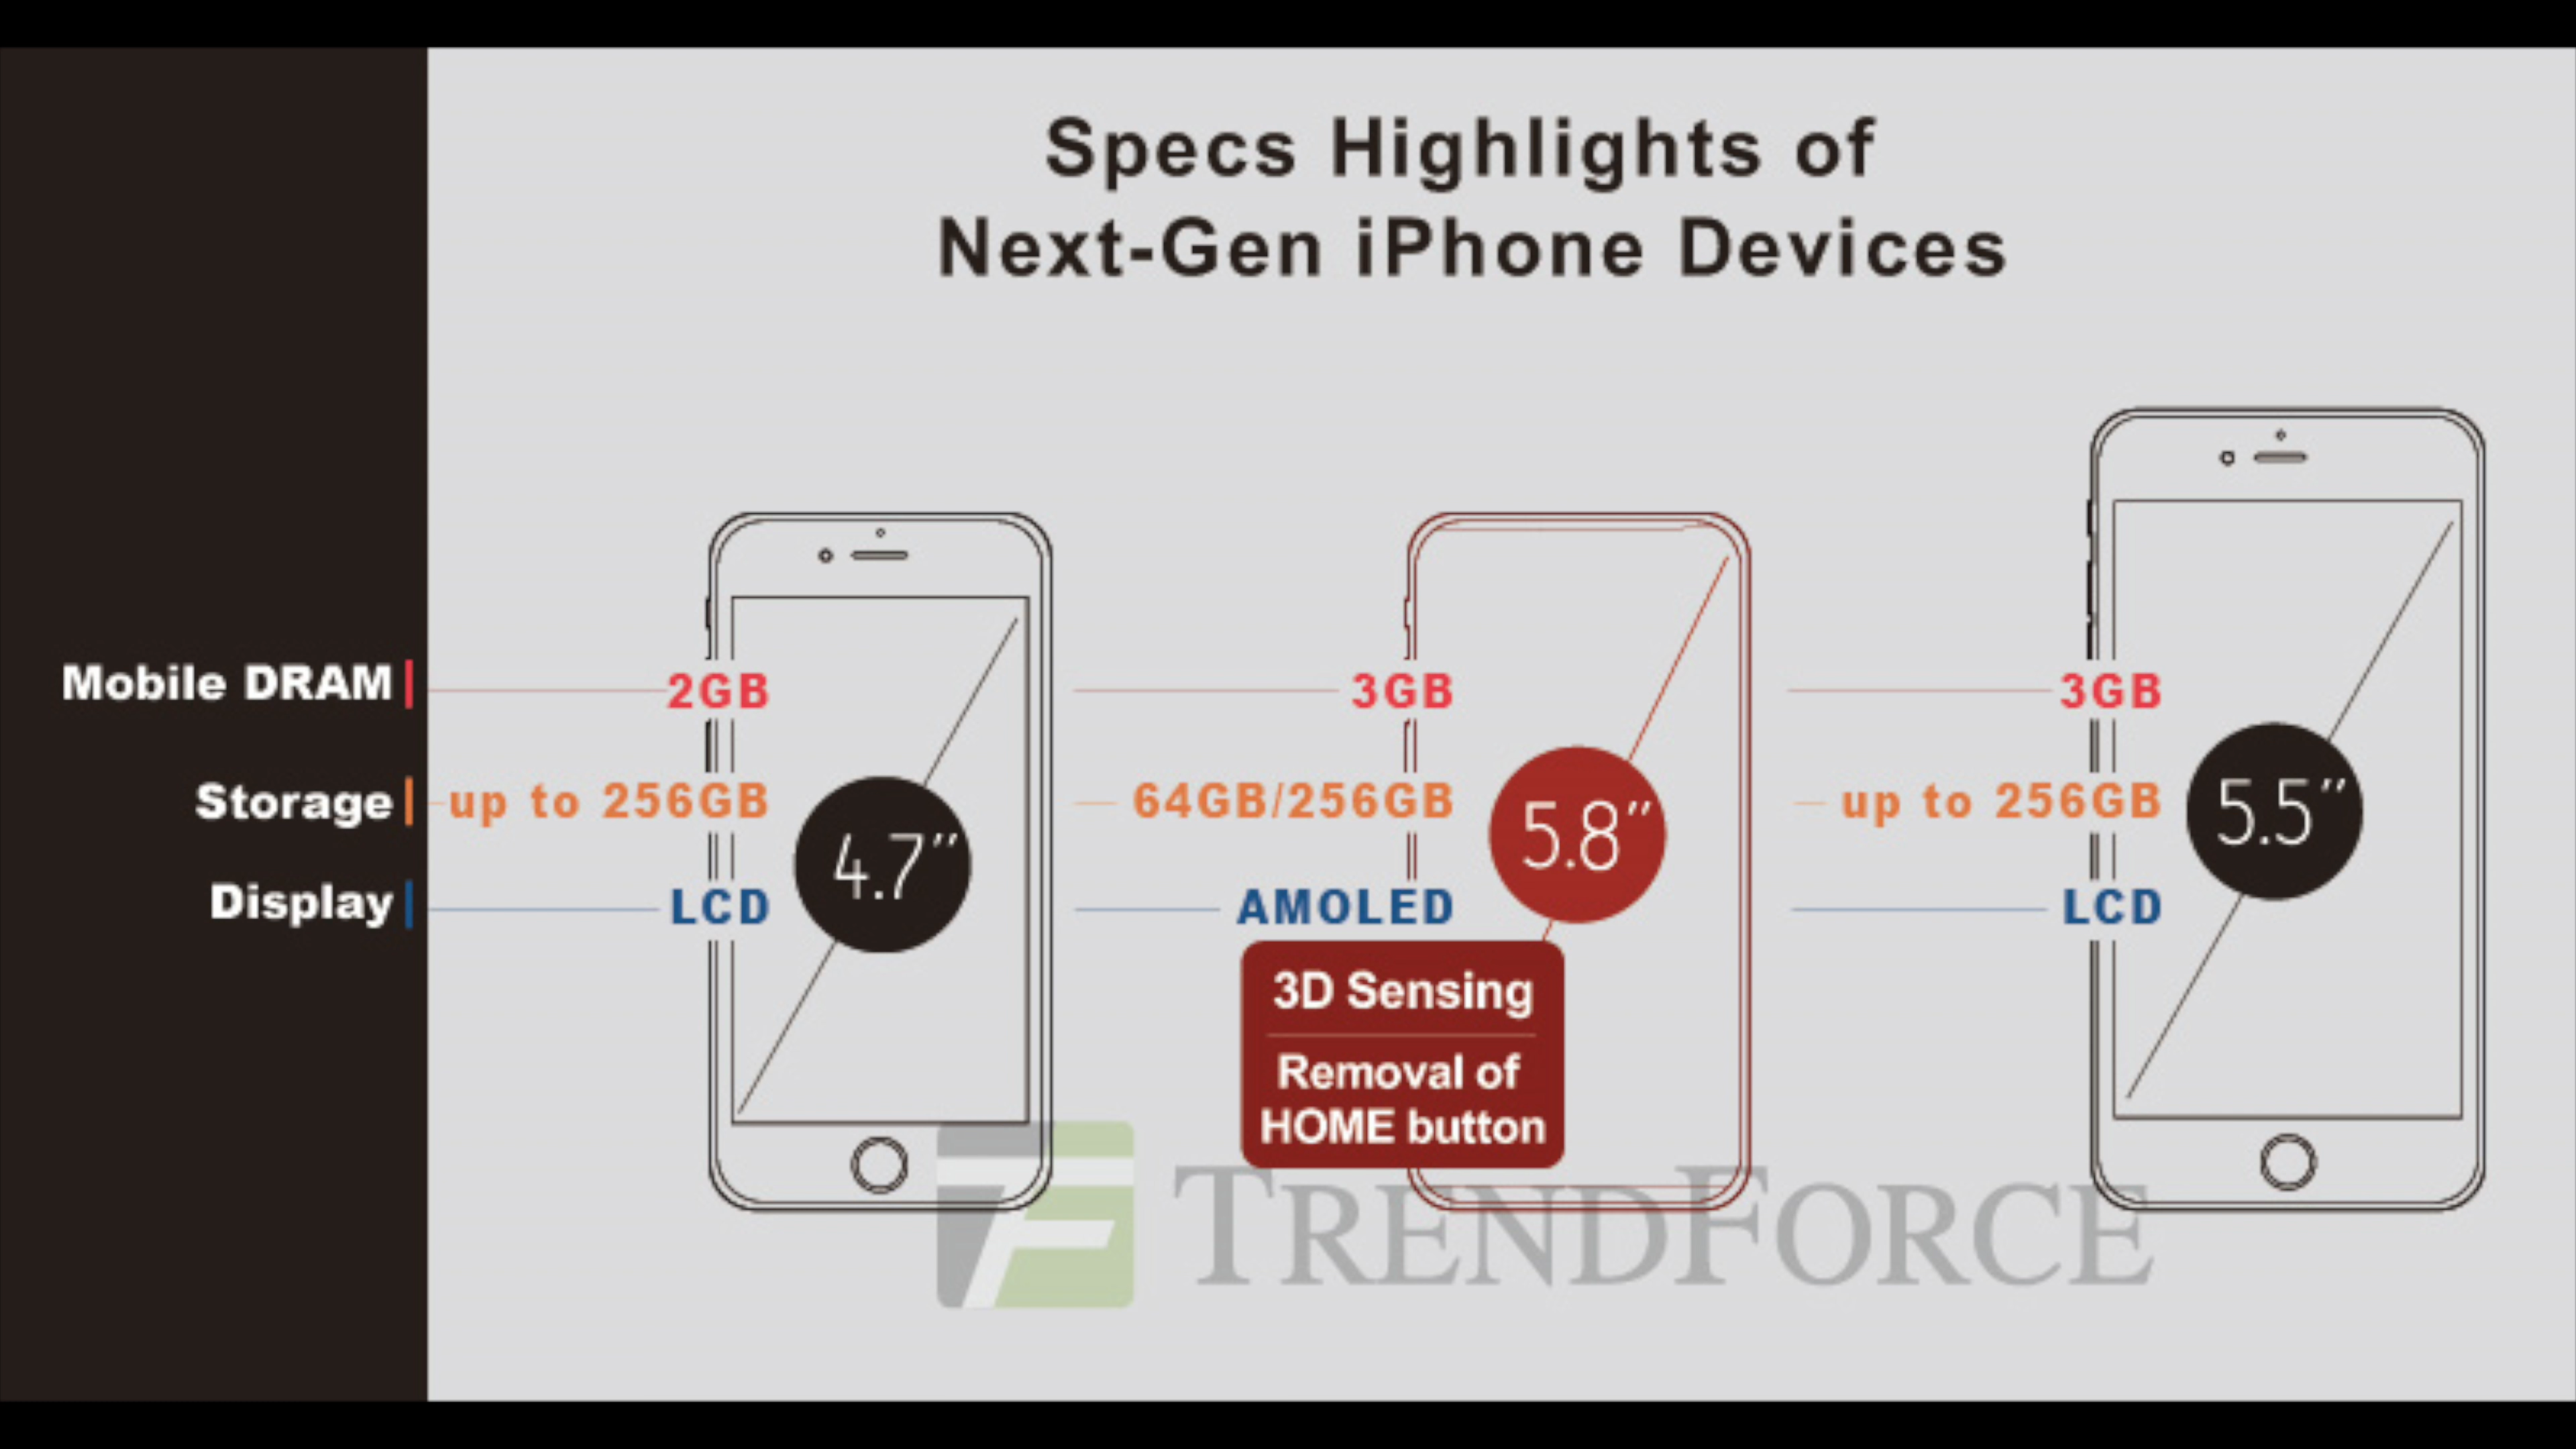 Specs Highlights of
Next-Gen iPhone Devices
Mobile DRAM 2GB 3GB 3GB
Storage up to 256GB 64GB/256GB up to 256GB
4.7” 5.8” 5.5”
Display LCD AMOLED LCD
3D Sensing
Removal of
HOME button
TRENDFORCE